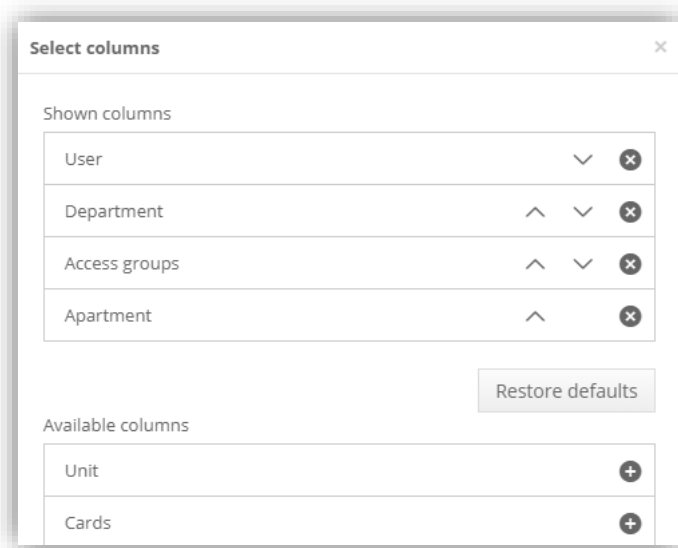 Select columns
Shown columns
User
Department
Access groups
Apartment
Restore defaults
Available columns
Unit
Cards